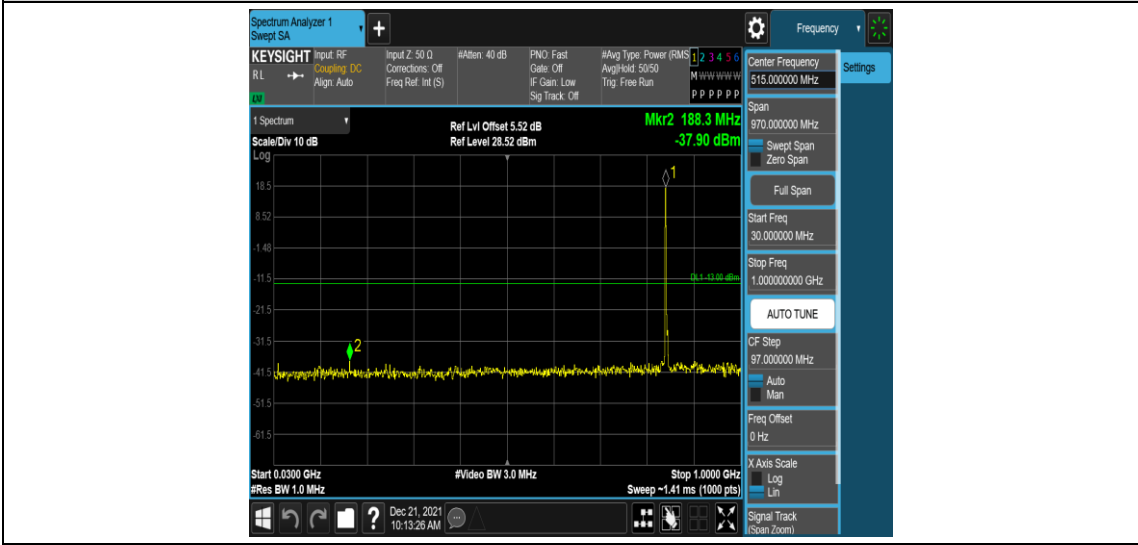 Spectrum Analyzer 1
Swept SA
+
Frequency
KEYSIGHT
RL
LXI
Input: RF
Coupling: DC
Align: Auto
Input Z: 50 Ω
Corrections: Off
Freq Ref: Int (S)
#Atten: 40 dB
PNO: Fast
Gate: Off
IF Gain: Low
Sig Track: Off
#Avg Type: Power (RMS
Avg|Hold: 50/50
Trig: Free Run
1 2 3 4 5 6
M W W W W W
P P P P P P
1 Spectrum
Scale/Div 10 dB
Log
Ref Lvl Offset 5.52 dB
Ref Level 28.52 dBm
Mkr2 188.3 MHz
-37.90 dBm
1
18.5
8.52
-1.48
-11.5
DL1 -13.00 dBm
-21.5
-31.5
2
-41.5
-51.5
-61.5
Start 0.0300 GHz
#Res BW 1.0 MHz
#Video BW 3.0 MHz
Stop 1.0000 GHz
Sweep ~1.41 ms (1000 pts)
Center Frequency
515.000000 MHz
Settings
Span
970.000000 MHz
Swept Span
Zero Span
Full Span
Start Freq
30.000000 MHz
Stop Freq
1.000000000 GHz
AUTO TUNE
CF Step
97.000000 MHz
Auto
Man
Freq Offset
0 Hz
X Axis Scale
Log
Lin
Signal Track
(Span Zoom)
?
Dec 21, 2021
10:13:26 AM